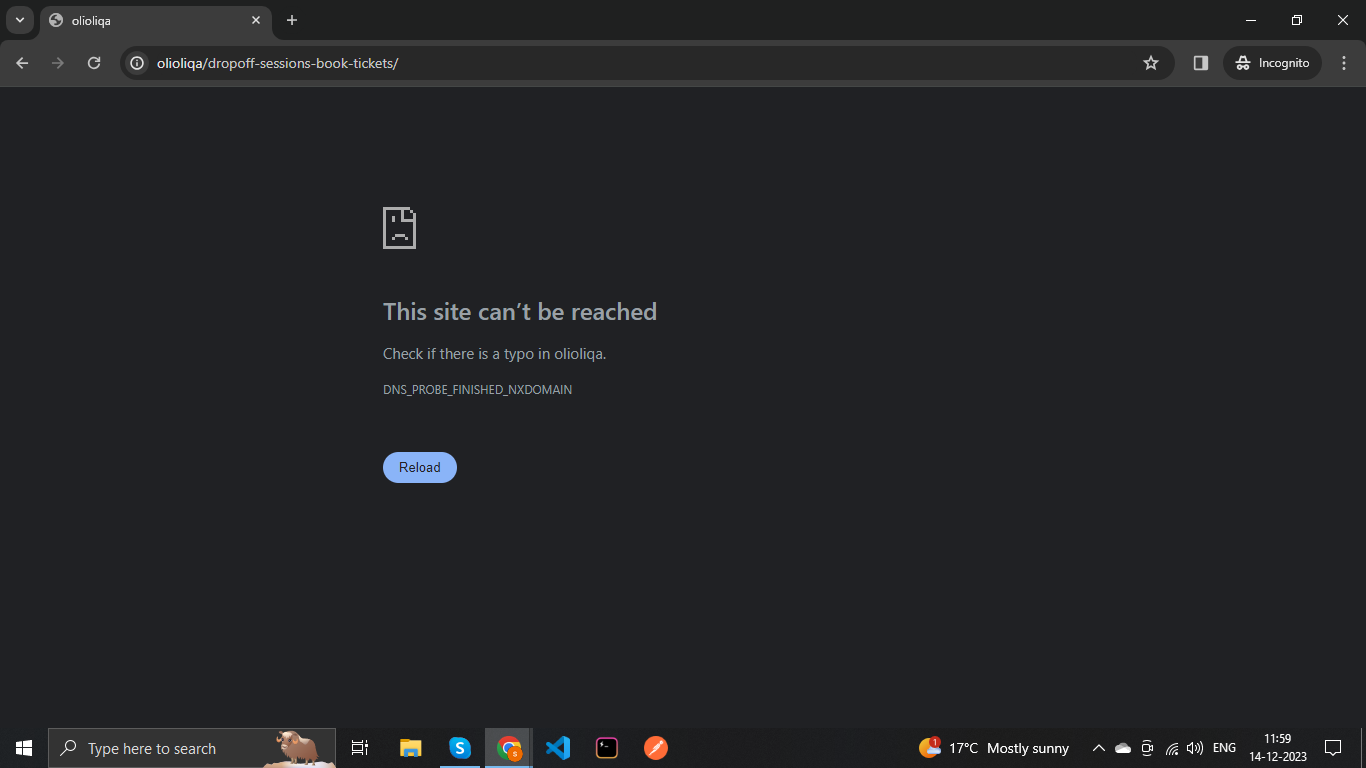 olioliqa
olioliqa/dropoff-sessions-book-tickets/
Incognito
This site can’t be reached
Check if there is a typo in olioliqa.
DNS_PROBE_FINISHED_NXDOMAIN
Reload
Type here to search
S
S
1
17°C Mostly sunny
ENG
11:59
14-12-2023